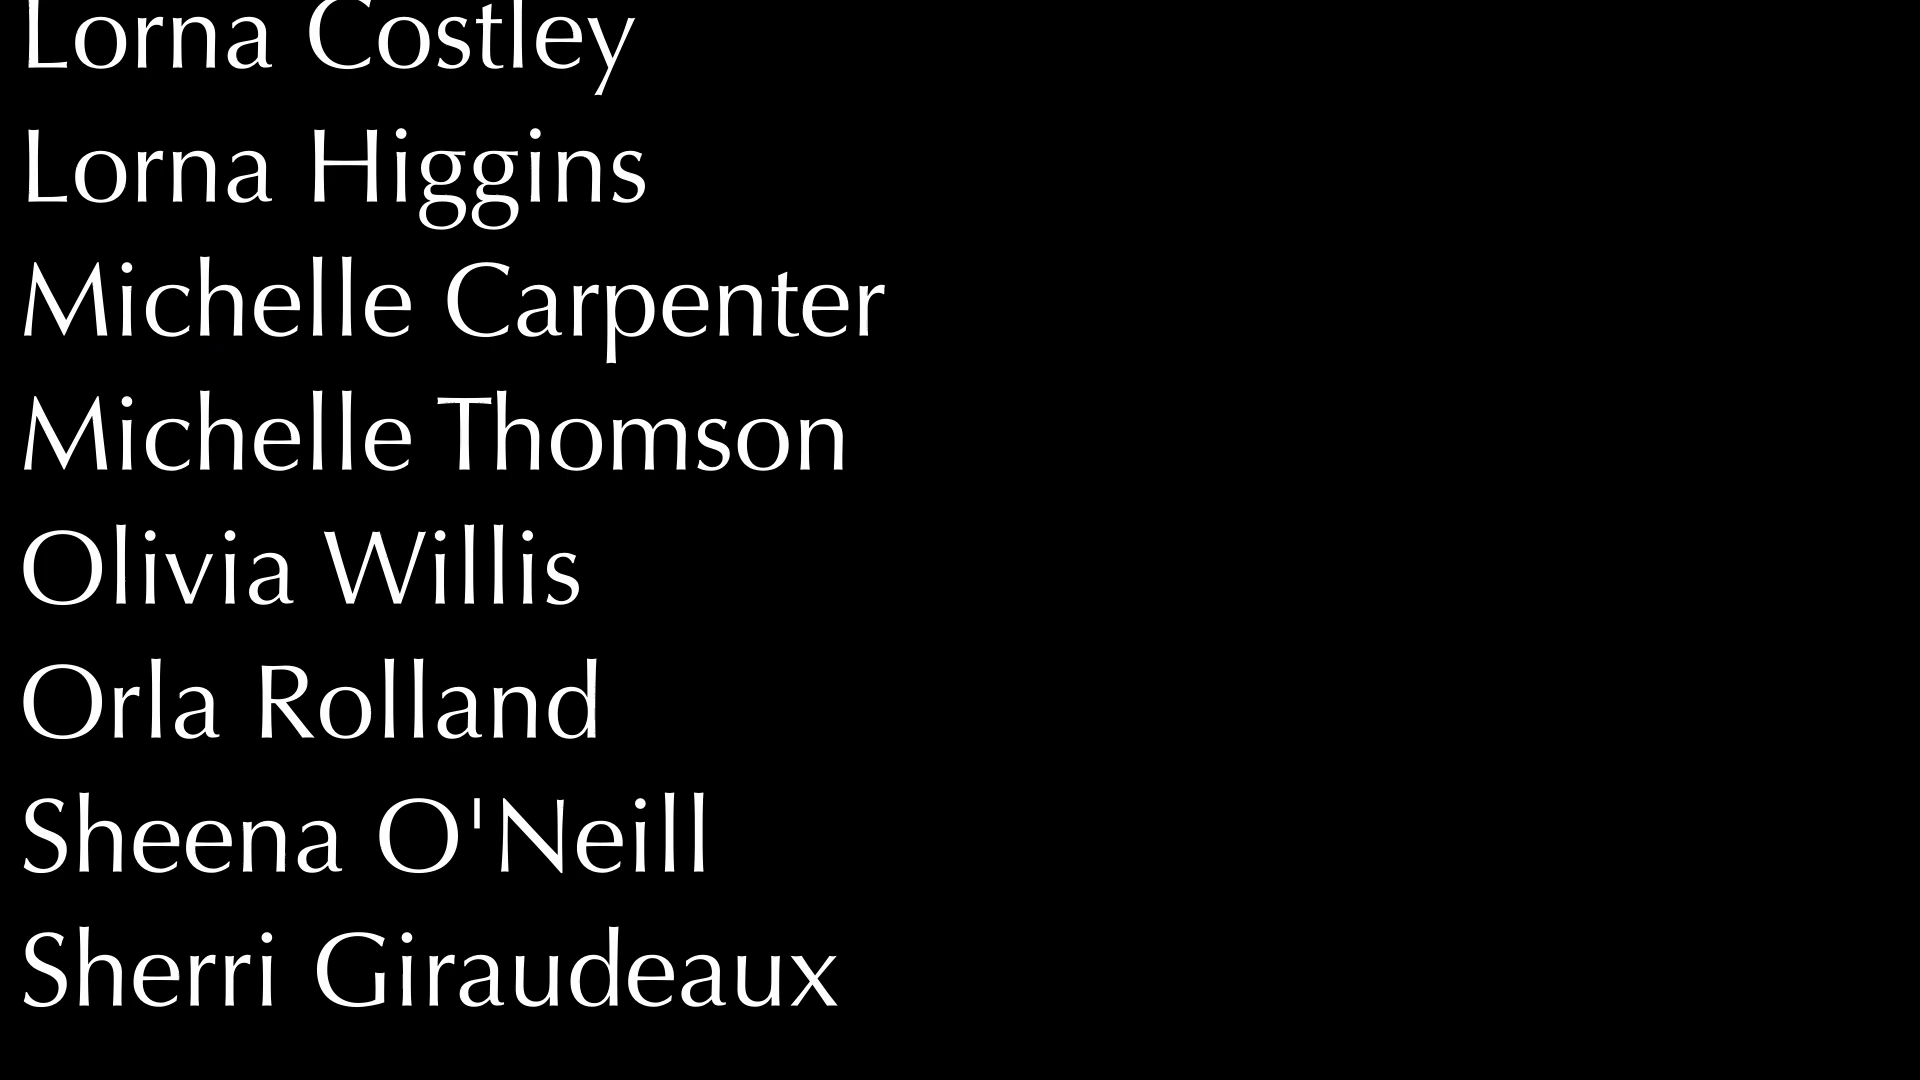 Lorna Costley
Lorna Higgins
Michelle Carpenter
Michelle Thomson
Olivia Willis
Orla Rolland
Sheena O'Neill
Sherri Giraudeaux